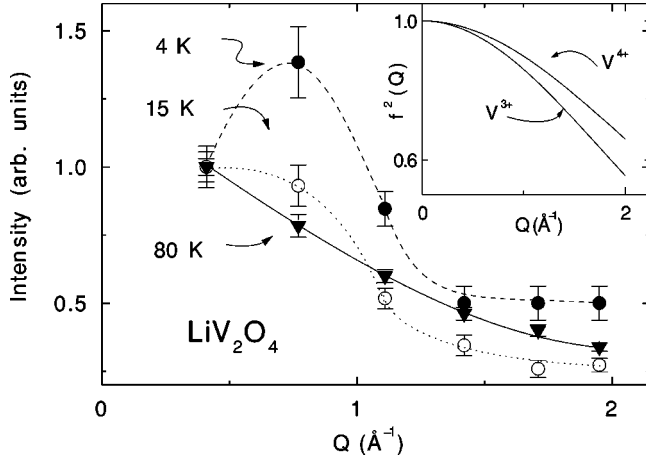 Intensity (arb. units)
1.5
1.0
0.5
4 K
15 K
80 K
LiV₂O₄
0
1
2
Q (Å⁻¹)
f² (Q)
1.0
0.6
V⁴⁺
V³⁺
0
2
Q(Å⁻¹)